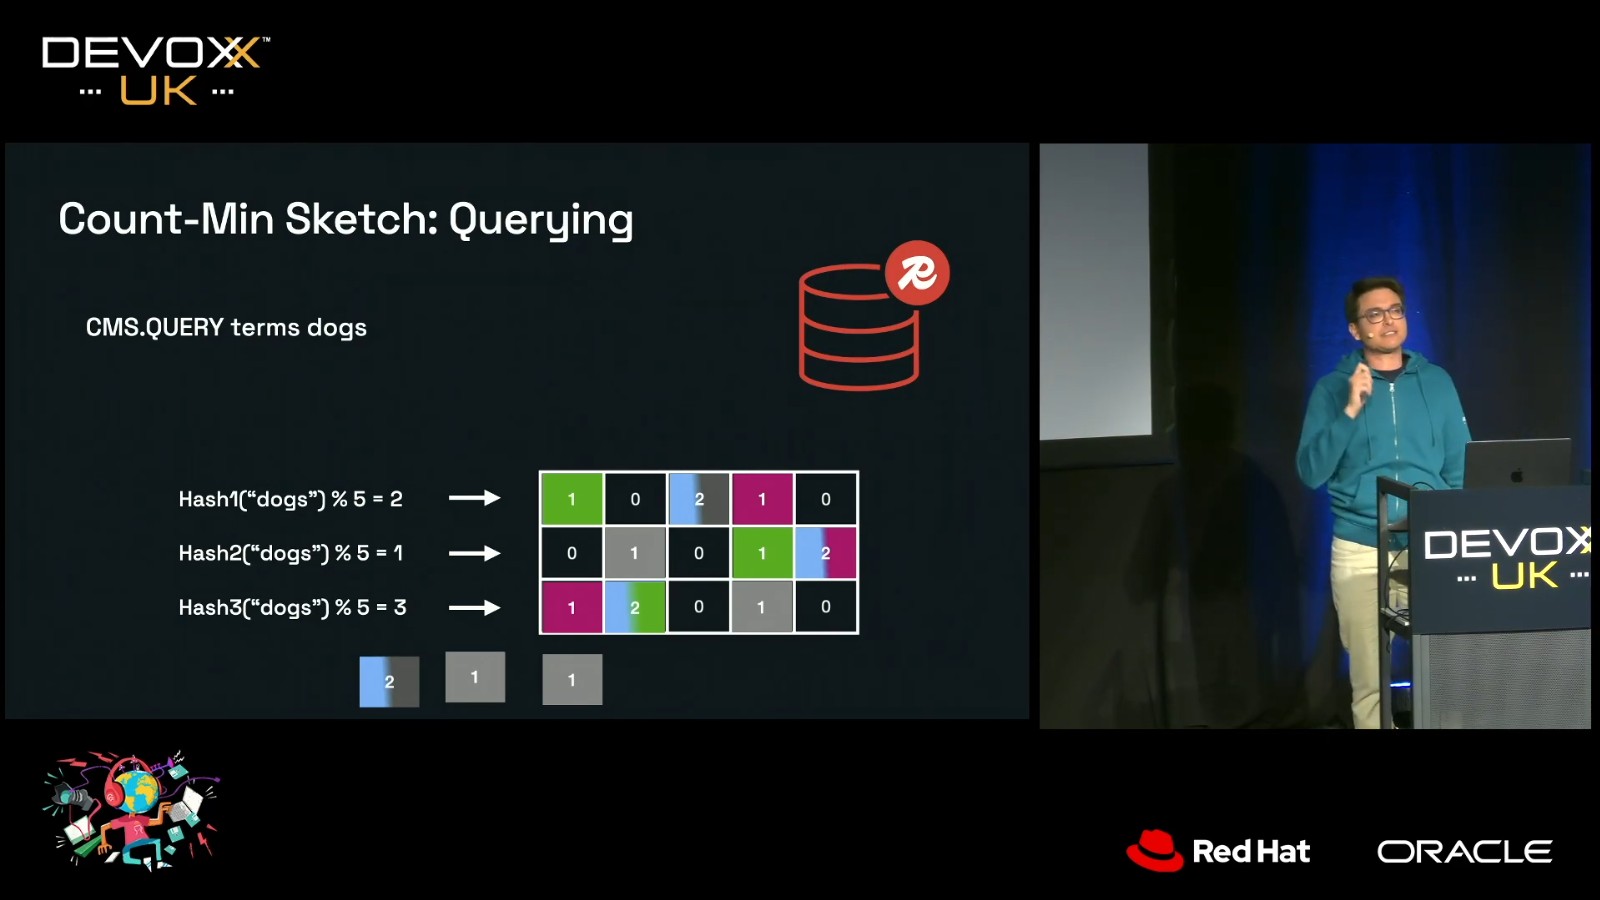 DEVOXX™
UK
Count-Min Sketch: Querying
R
CMS.QUERY terms dogs
Hash1(“dogs”) % 5 = 2
1 0 2 1 0
Hash2(“dogs”) % 5 = 1
0 1 0 1 2
Hash3(“dogs”) % 5 = 3
1 2 0 1 0
2 1 1
DEVOXX
UK
Red Hat
ORACLE